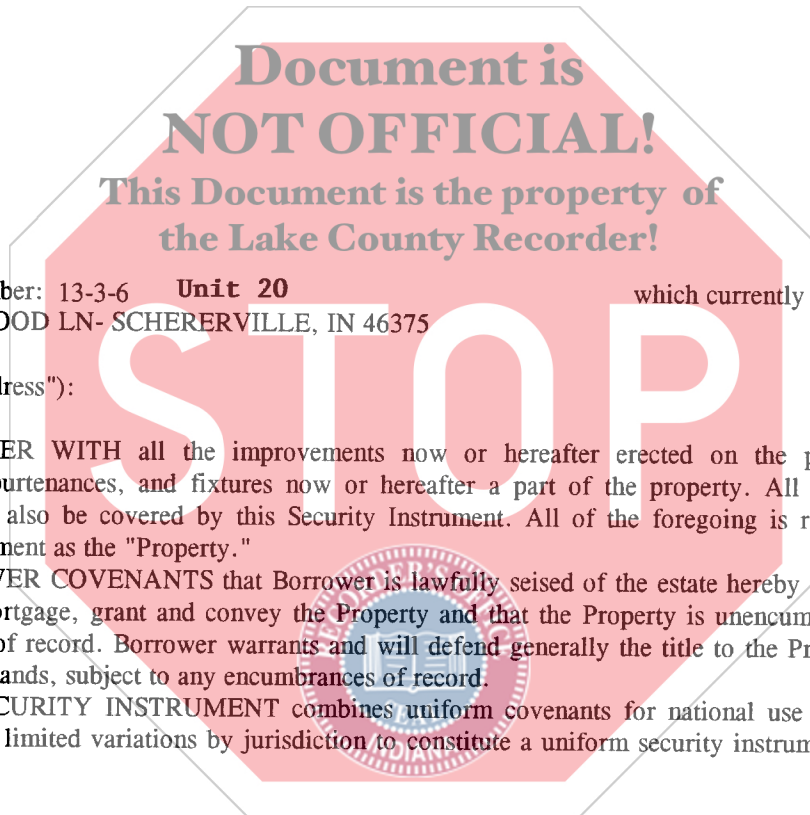 Document is
NOT OFFICIAL!
This Document is the property of
the Lake County Recorder!
ber: 13-3-6 Unit 20 which currently
OOD LN- SCHERERVILLE, IN 46375
dress"):
STOP
ER WITH all the improvements now or hereafter erected on the p
purtenances, and fixtures now or hereafter a part of the property. All
also be covered by this Security Instrument. All of the foregoing is r
ment as the "Property."
VER COVENANTS that Borrower is lawfully seised of the estate hereby
ortgage, grant and convey the Property and that the Property is unencum
of record. Borrower warrants and will defend generally the title to the Pr
ands, subject to any encumbrances of record.
CURITY INSTRUMENT combines uniform covenants for national use
limited variations by jurisdiction to constitute a uniform security instrum
RECORDER'S OFFICE
SEAL
INDIANA